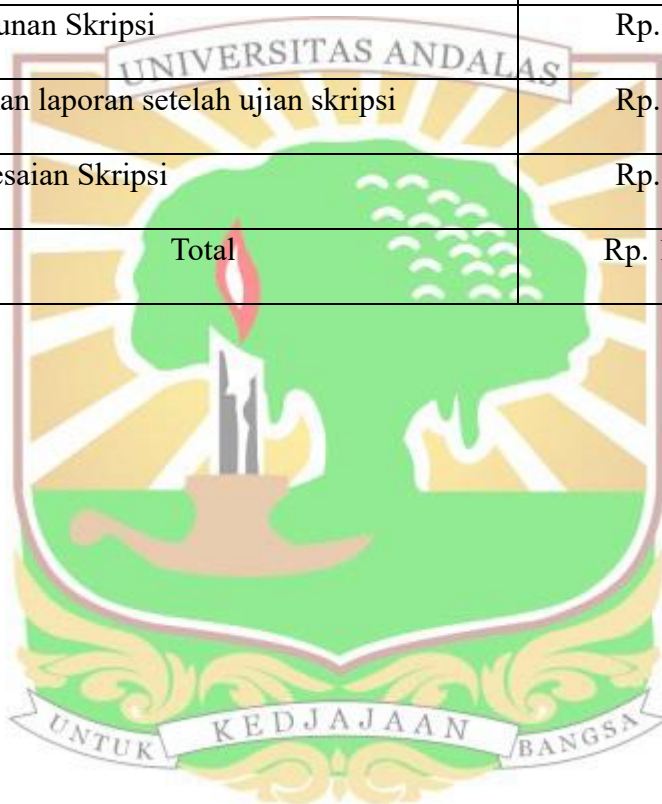 unan Skripsi Rp.
UNIVERSITAS ANDALAS
an laporan setelah ujian skripsi Rp.
esaian Skripsi Rp.
Total Rp. 1
UNTUK KEDJAJAAN BANGSA